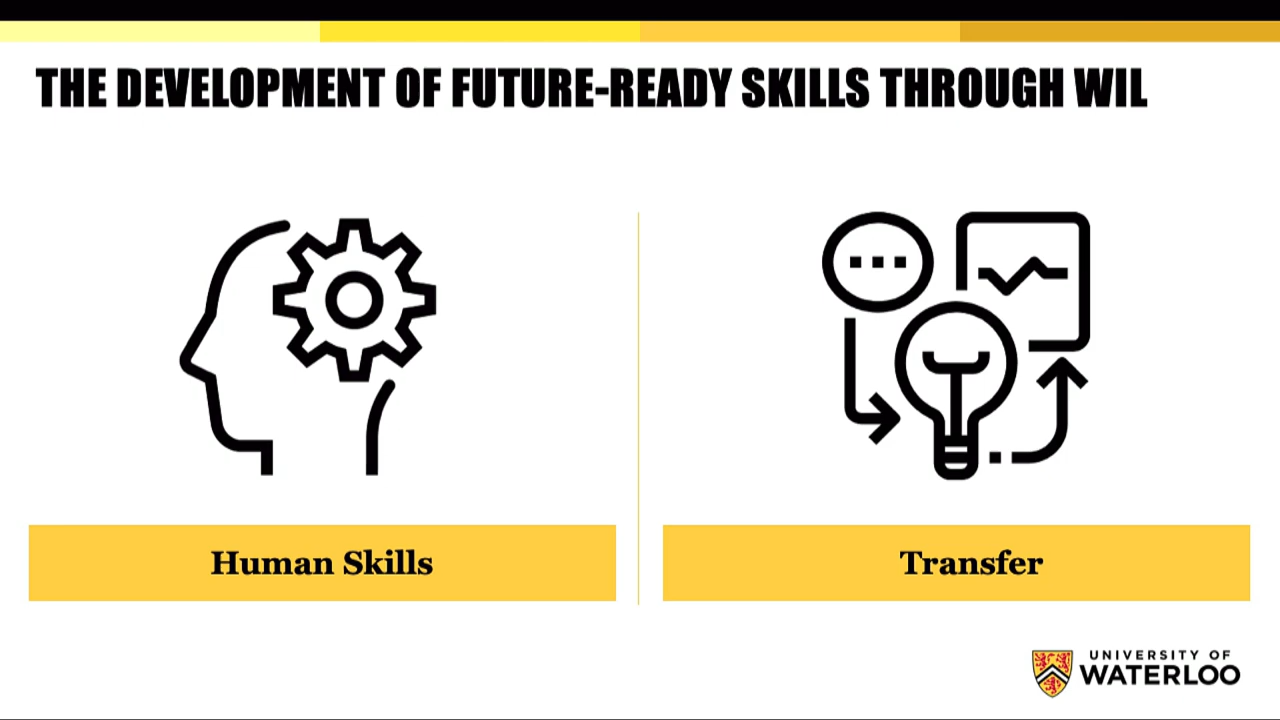 THE DEVELOPMENT OF FUTURE-READY SKILLS THROUGH WIL
Human Skills
Transfer
UNIVERSITY OF
WATERLOO